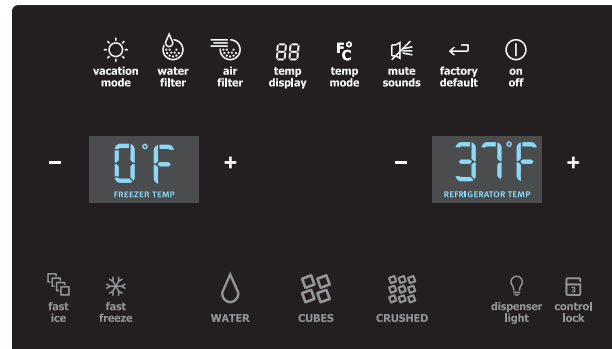 88 F° C
vacation mode
water filter
air filter
temp display
temp mode
mute sounds
factory default
on off
− 0°F +
FREEZER TEMP
− 37°F +
REFRIGERATOR TEMP
3
fast ice
fast freeze
WATER
CUBES
CRUSHED
dispenser light
control lock